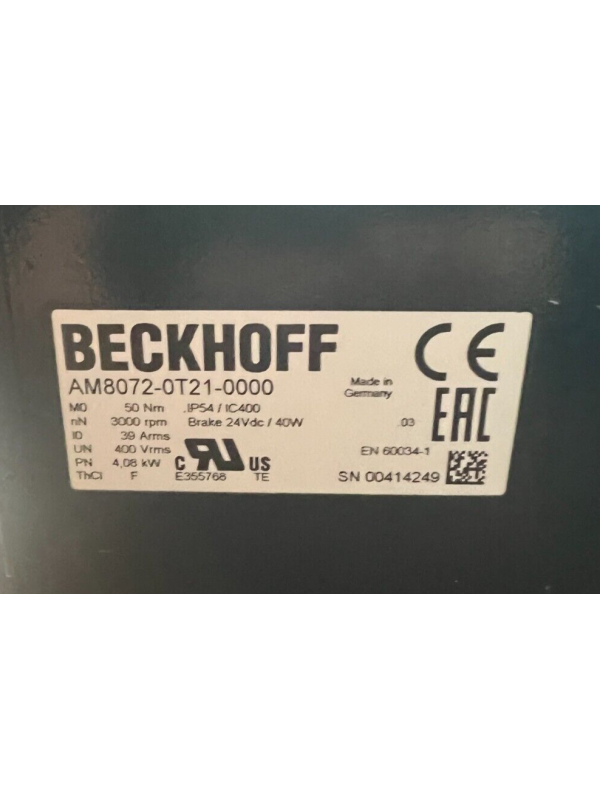 BECKHOFF
CE
AM8072-0T21-0000
Made in
Germany
EAC
M0 50 Nm IP54 / IC400
nN 3000 rpm Brake 24Vdc / 40W .03
I0 39 Arms
UN 400 Vrms EN 60034-1
PN 4,08 kW c RU US
ThCl F E355768 TE SN 00414249